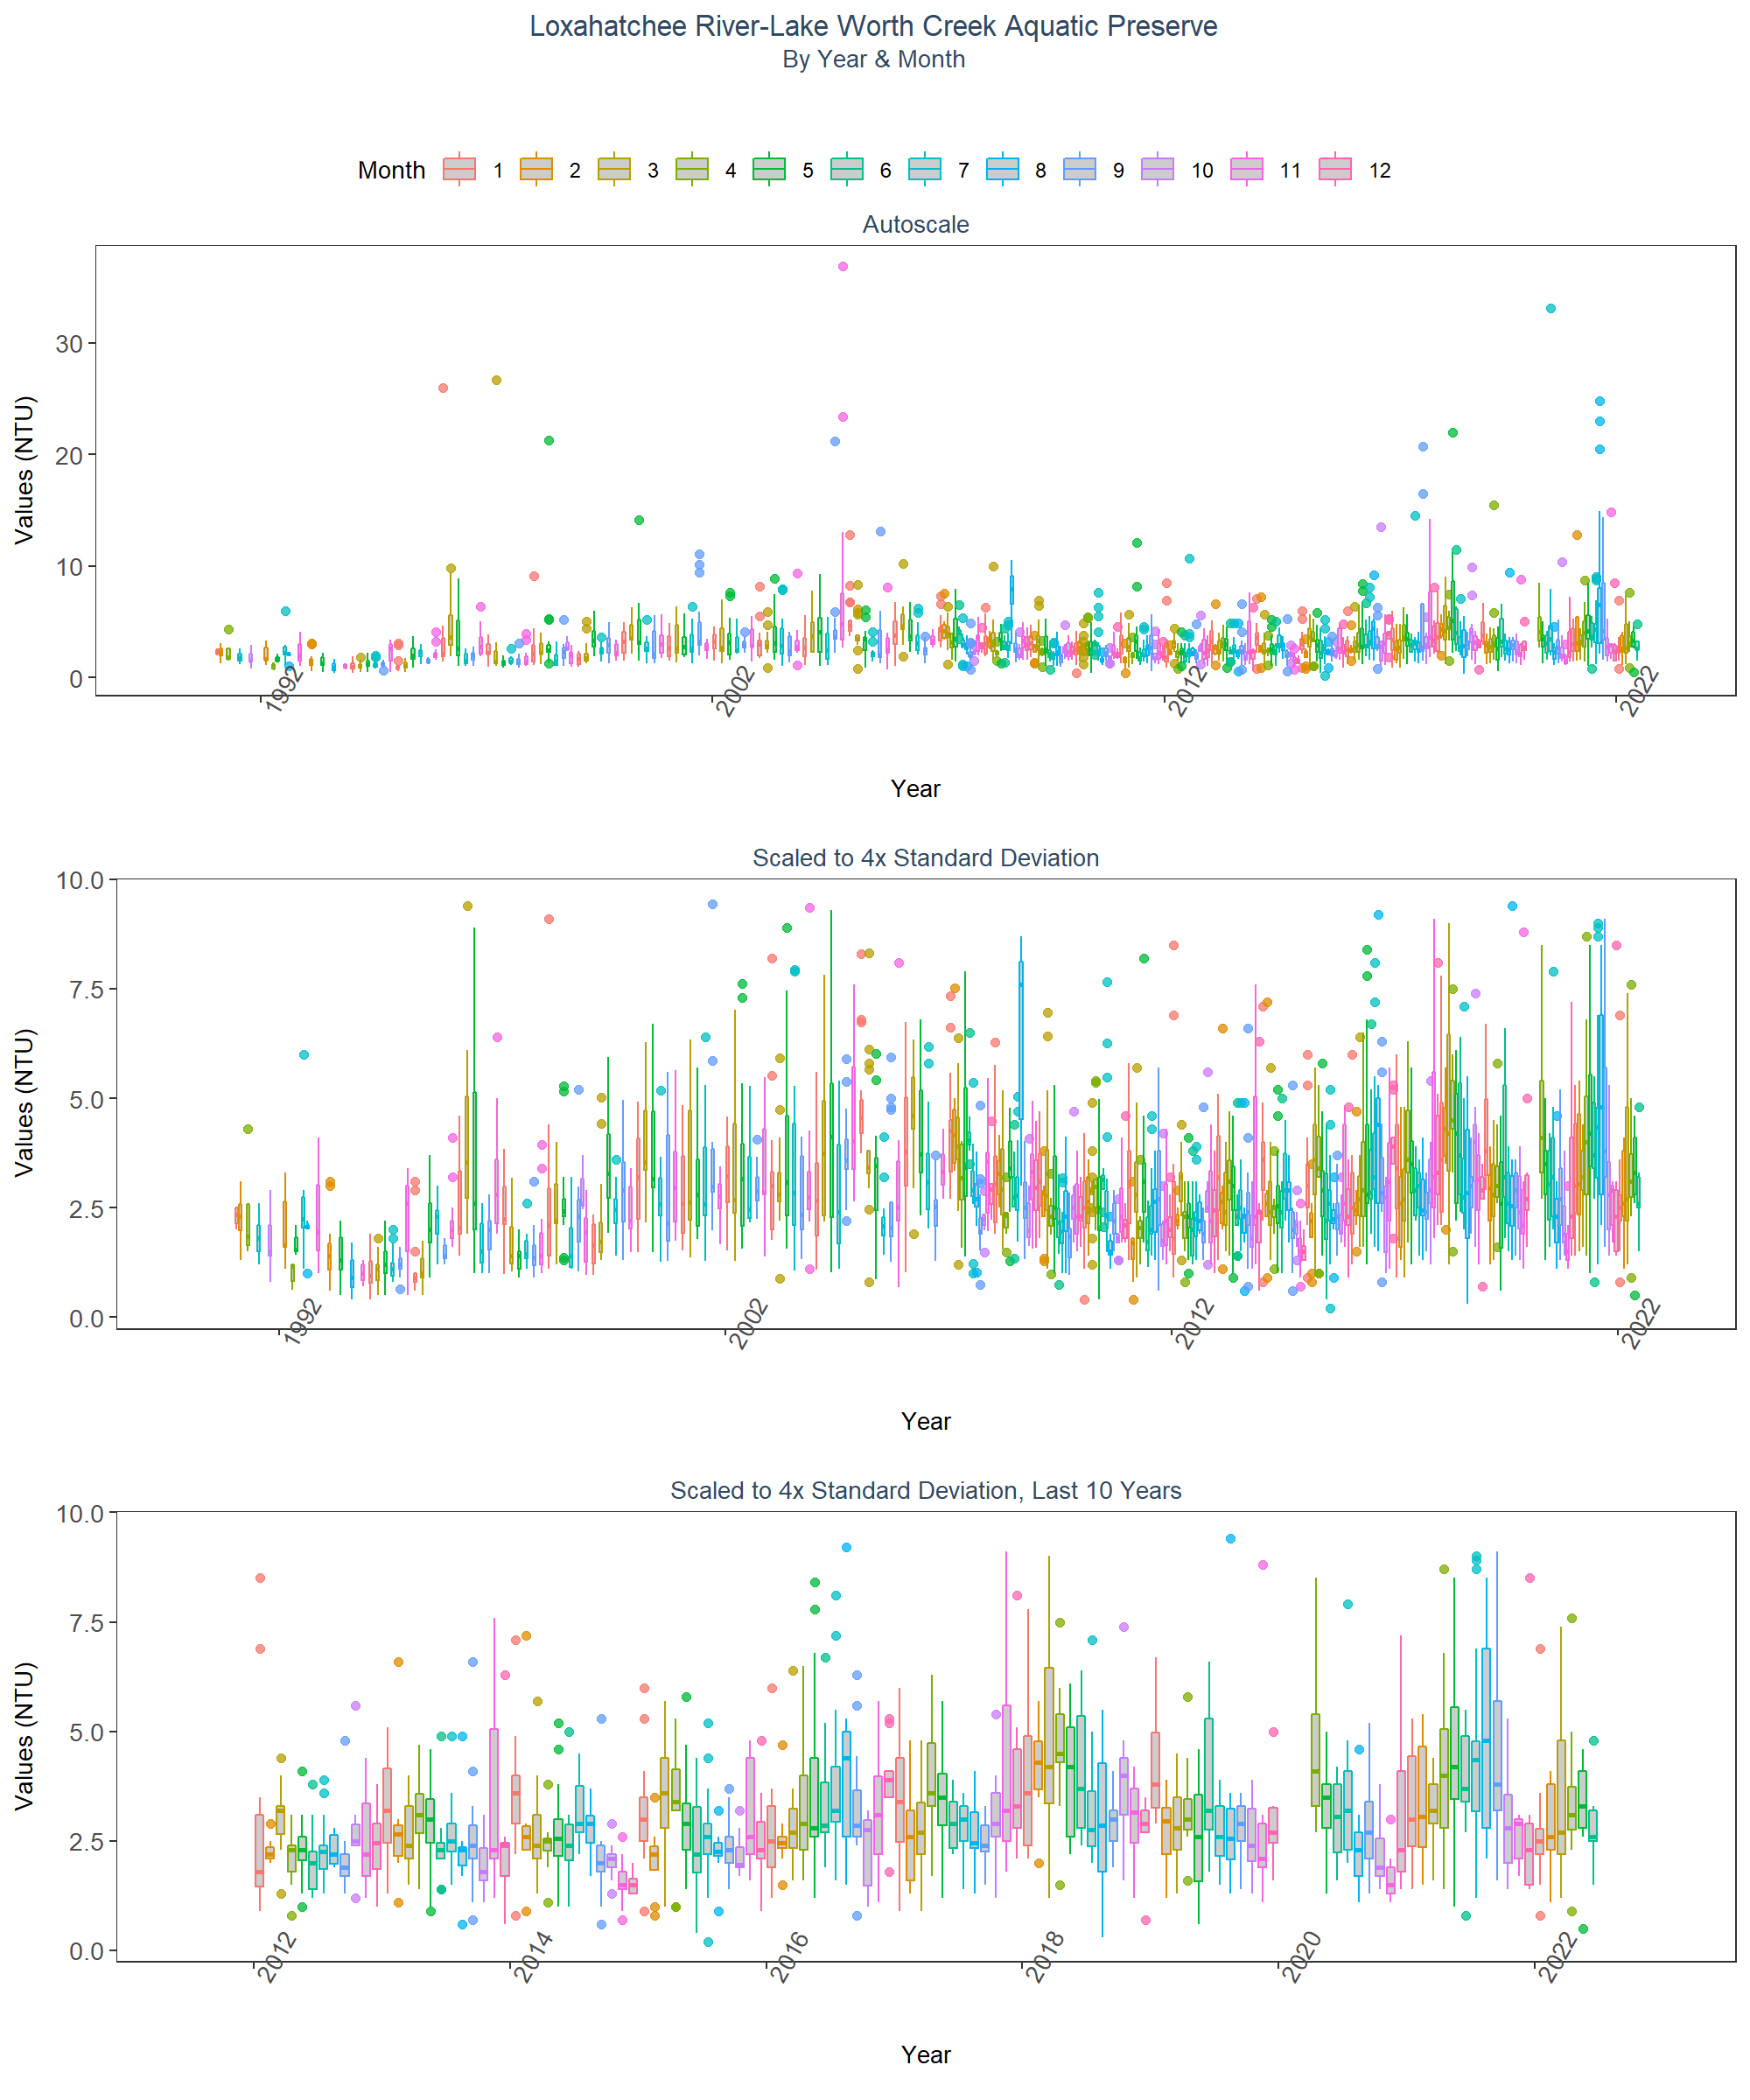 Loxahatchee River-Lake Worth Creek Aquatic Preserve
By Year & Month
Month 1 2 3 4 5 6 7 8 9 10 11 12
Autoscale
Values (NTU)
30
20
10
0
1992 2002 2012 2022
Year
Scaled to 4x Standard Deviation
Values (NTU)
10.0
7.5
5.0
2.5
0.0
1992 2002 2012 2022
Year
Scaled to 4x Standard Deviation, Last 10 Years
Values (NTU)
10.0
7.5
5.0
2.5
0.0
2012 2014 2016 2018 2020 2022
Year